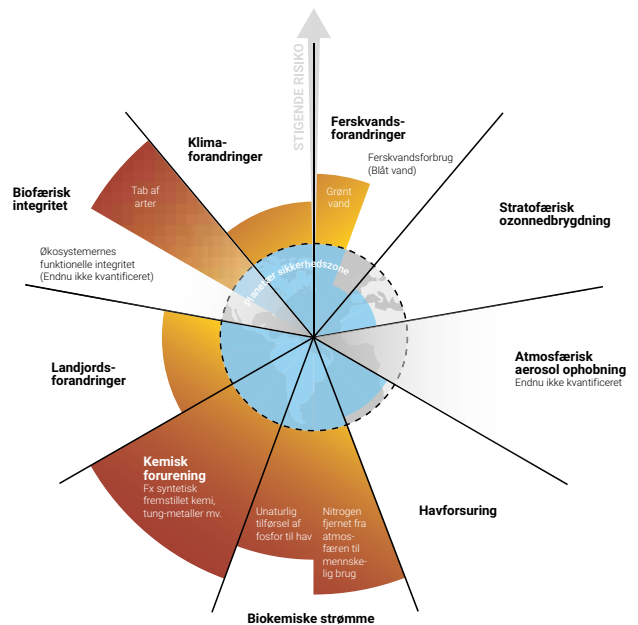 STIGENDE RISIKO
Ferskvands-
forandringer
Ferskvandsforbrug
(Blåt vand)
Grønt
vand
Klima-
forandringer
Stratofærisk
ozonnedbrygdning
Biofærisk
integritet
Tab af
arter
Økosystemernes
funktionelle integritet
(Endnu ikke kvantificeret)
Planetær sikkerhedszone
Atmosfærisk
aerosol ophobning
Endnu ikke kvantificeret
Landjords-
forandringer
Kemisk
forurening
Fx syntetisk
fremstillet kemi,
tung-metaller mv.
Unaturlig
tilførsel af
fosfor til hav
Nitrogen
fjernet fra
atmos-
færen til
mennske-
lig brug
Havforsuring
Biokemiske strømme